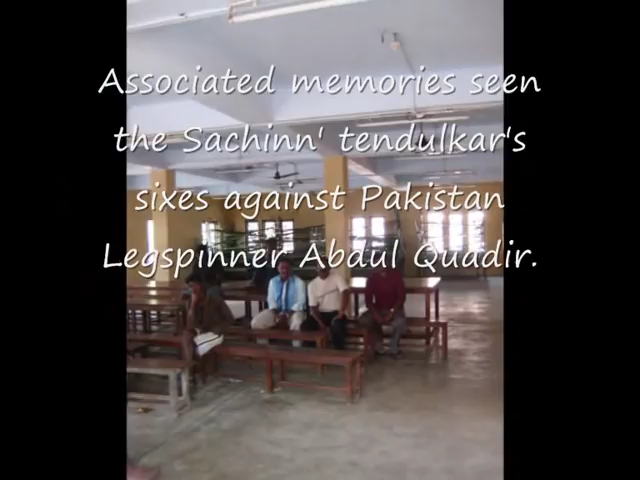 Associated memories seen
the Sachinn' tendulkar's
sixes against Pakistan
Legspinner Abdul Quadir.